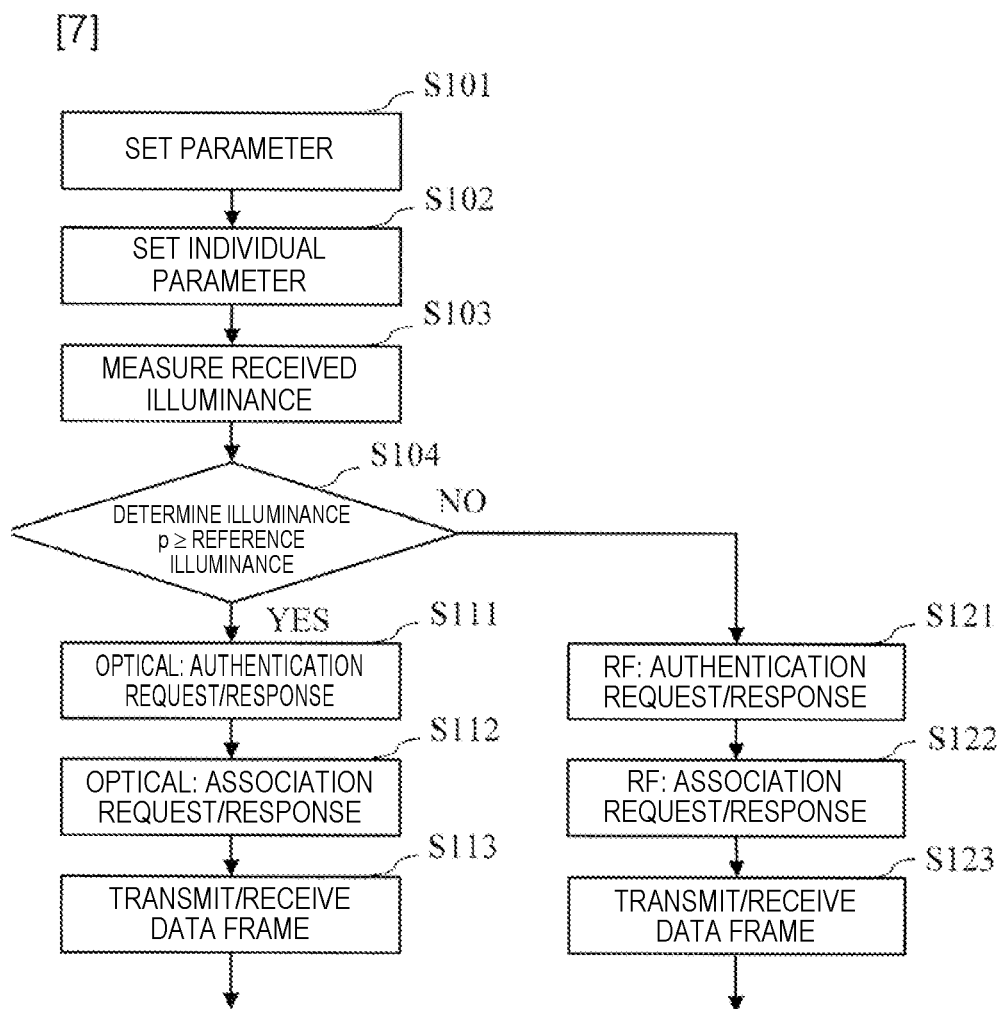 [7]
S101
SET PARAMETER
S102
SET INDIVIDUAL
PARAMETER
S103
MEASURE RECEIVED
ILLUMINANCE
S104
DETERMINE ILLUMINANCE
p ≥ REFERENCE
ILLUMINANCE
NO
YES
S111
OPTICAL: AUTHENTICATION
REQUEST/RESPONSE
S112
OPTICAL: ASSOCIATION
REQUEST/RESPONSE
S113
TRANSMIT/RECEIVE
DATA FRAME
S121
RF: AUTHENTICATION
REQUEST/RESPONSE
S122
RF: ASSOCIATION
REQUEST/RESPONSE
S123
TRANSMIT/RECEIVE
DATA FRAME